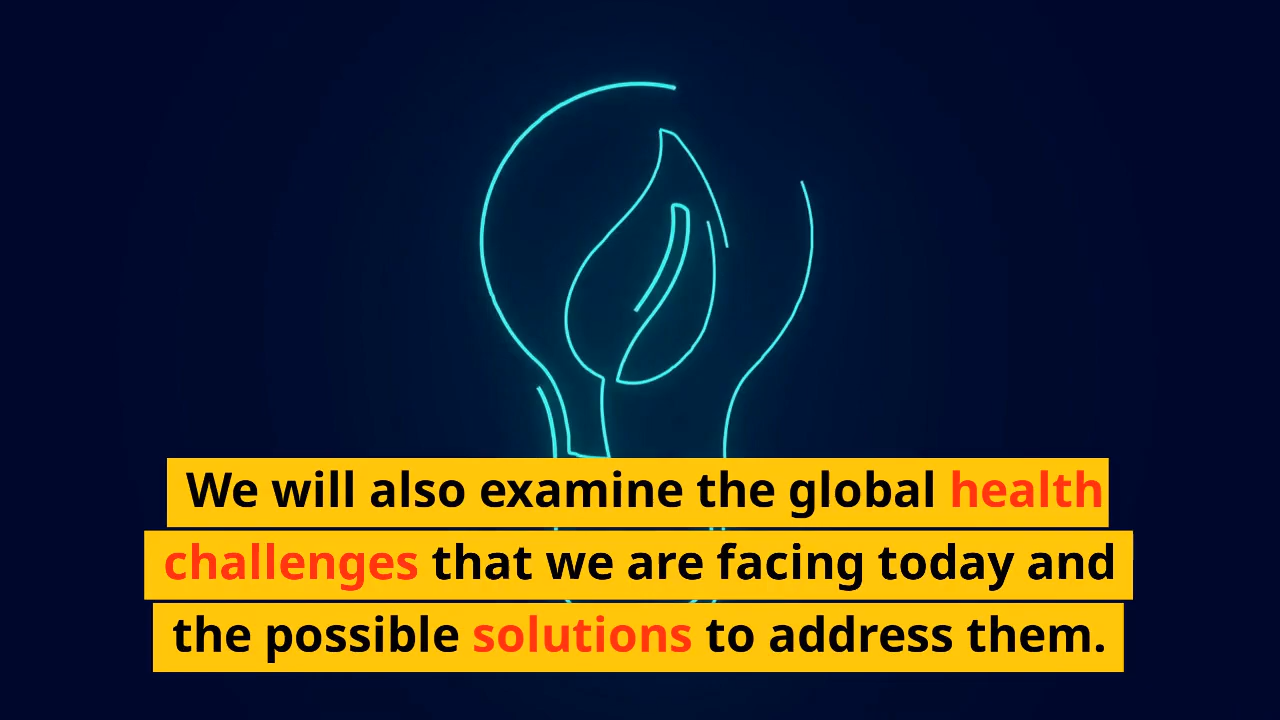 We will also examine the global health
challenges that we are facing today and
the possible solutions to address them.